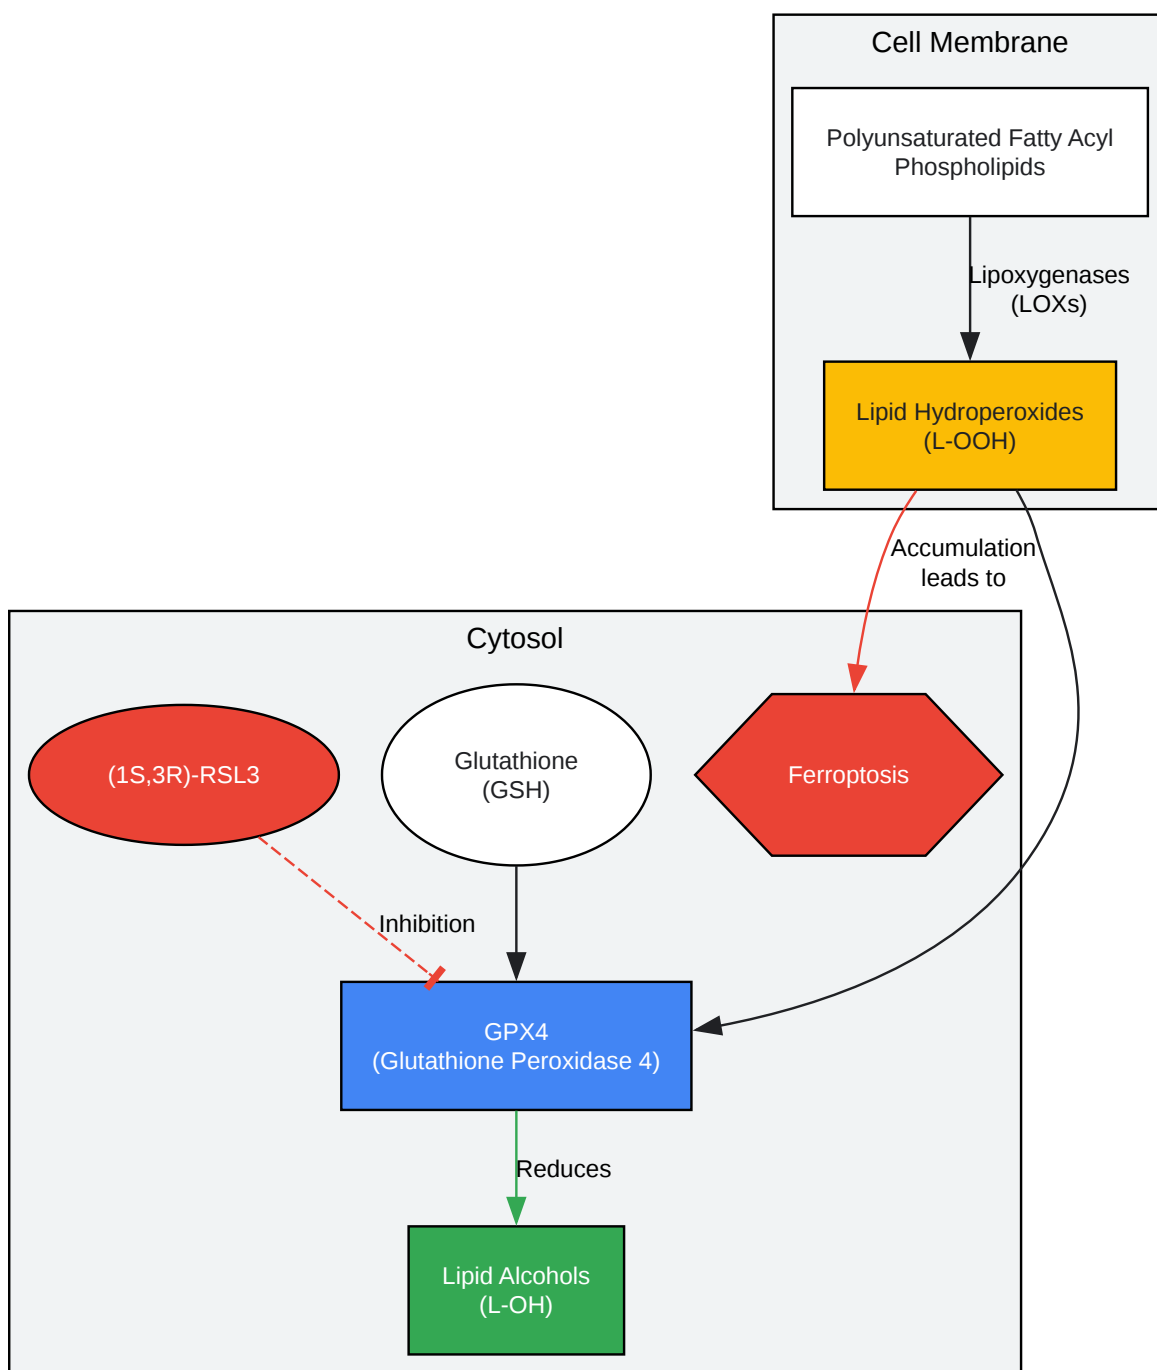 Cell Membrane
Polyunsaturated Fatty Acyl
Phospholipids
Lipoxygenases
(LOXs)
Lipid Hydroperoxides
(L-OOH)
Accumulation
leads to
Cytosol
(1S,3R)-RSL3
Glutathione
(GSH)
Ferroptosis
Inhibition
GPX4
(Glutathione Peroxidase 4)
Reduces
Lipid Alcohols
(L-OH)